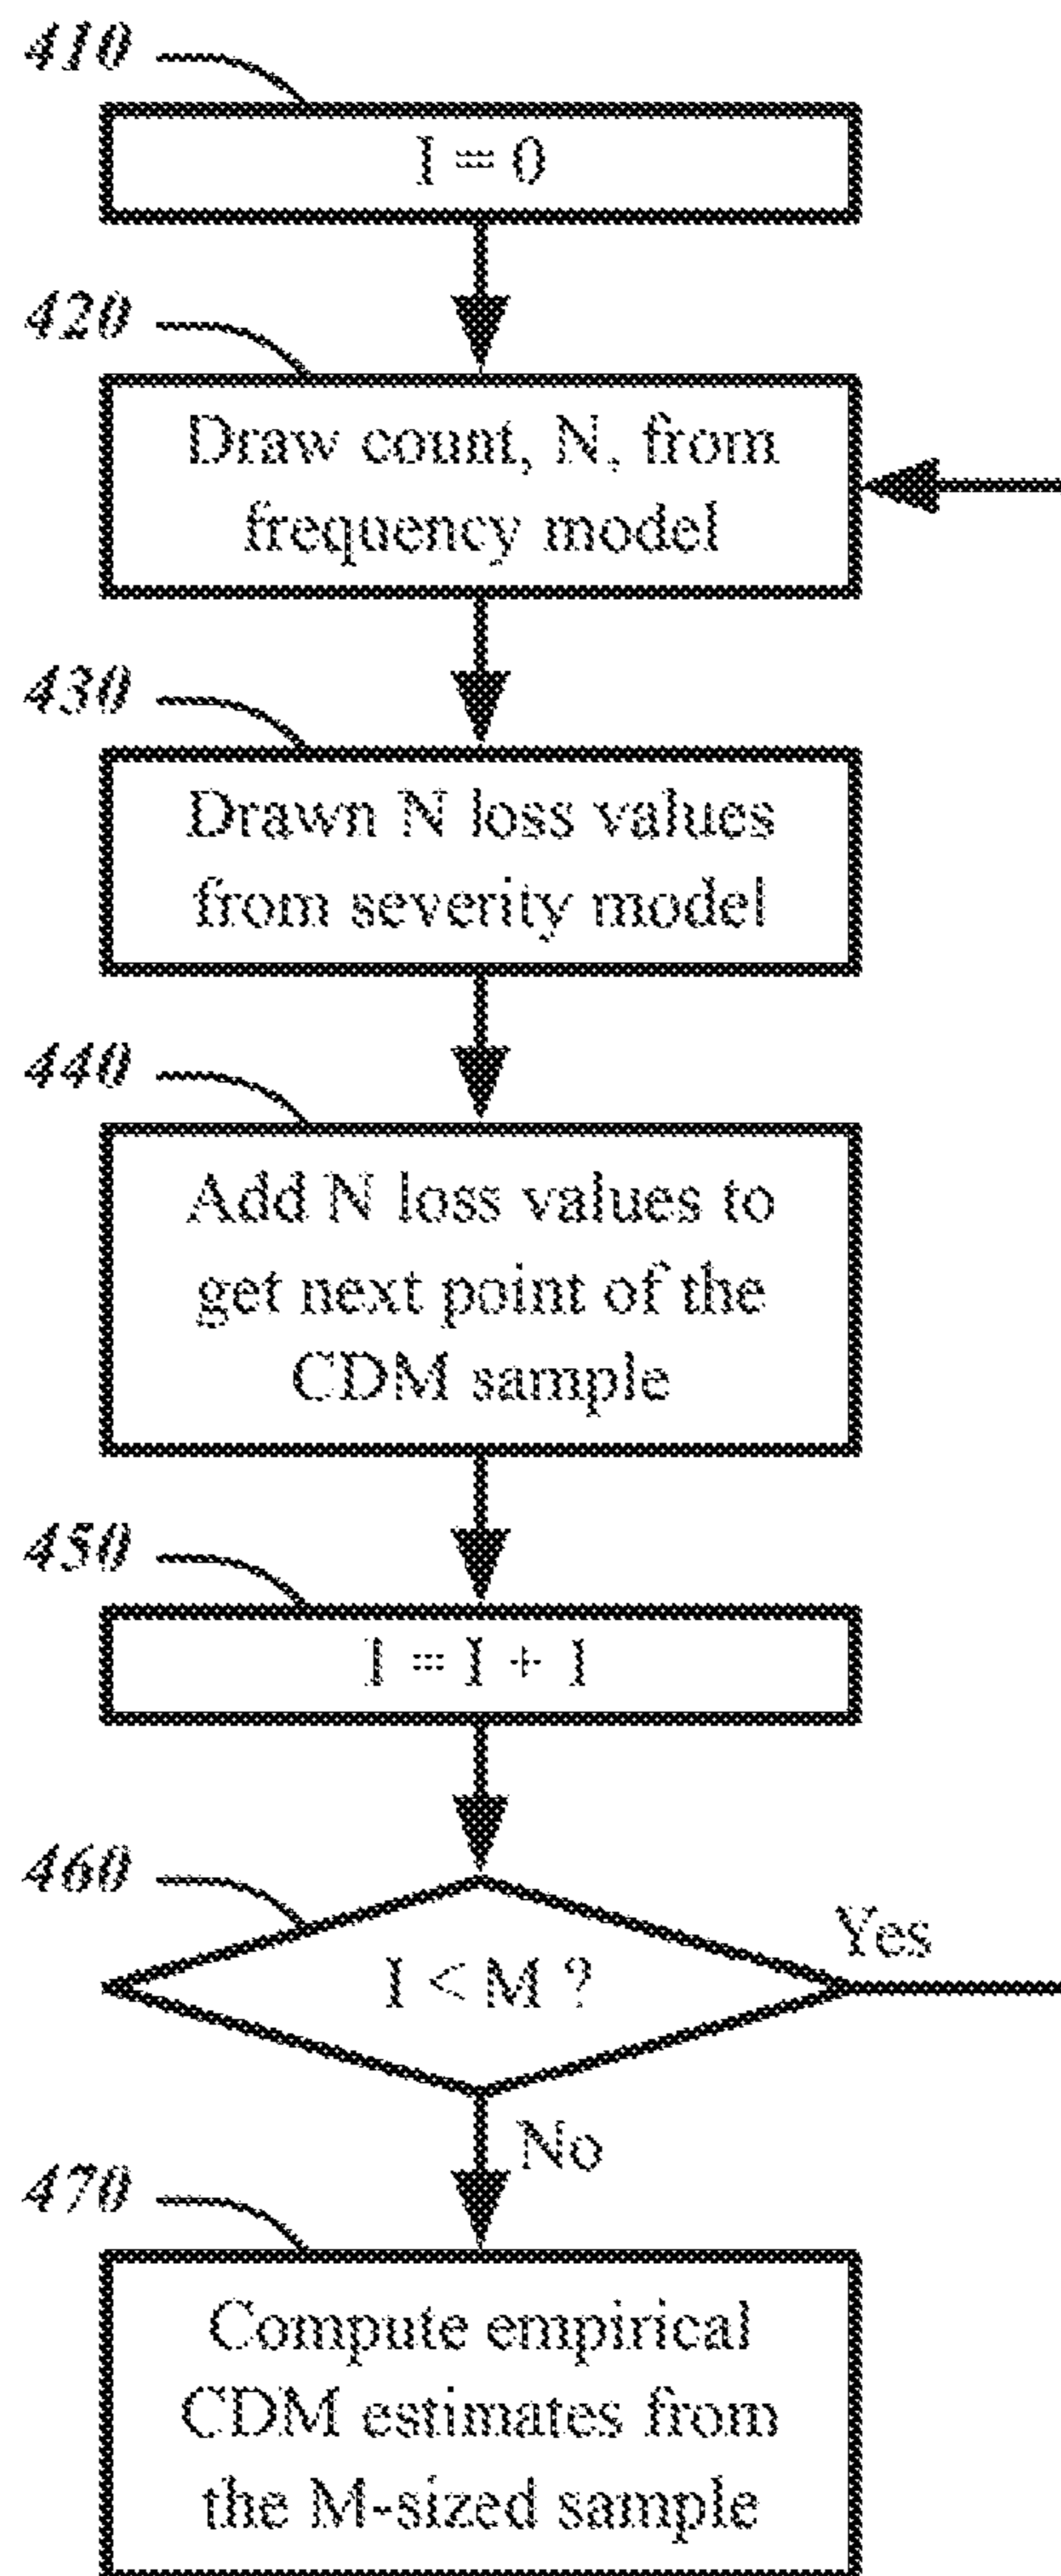 410
I = 0
420
Draw count, N, from
frequency model
430
Drawn N loss values
from severity model
440
Add N loss values to
get next point of the
CDM sample
450
I = I + 1
460
I < M ?
Yes
No
470
Compute empirical
CDM estimates from
the M-sized sample